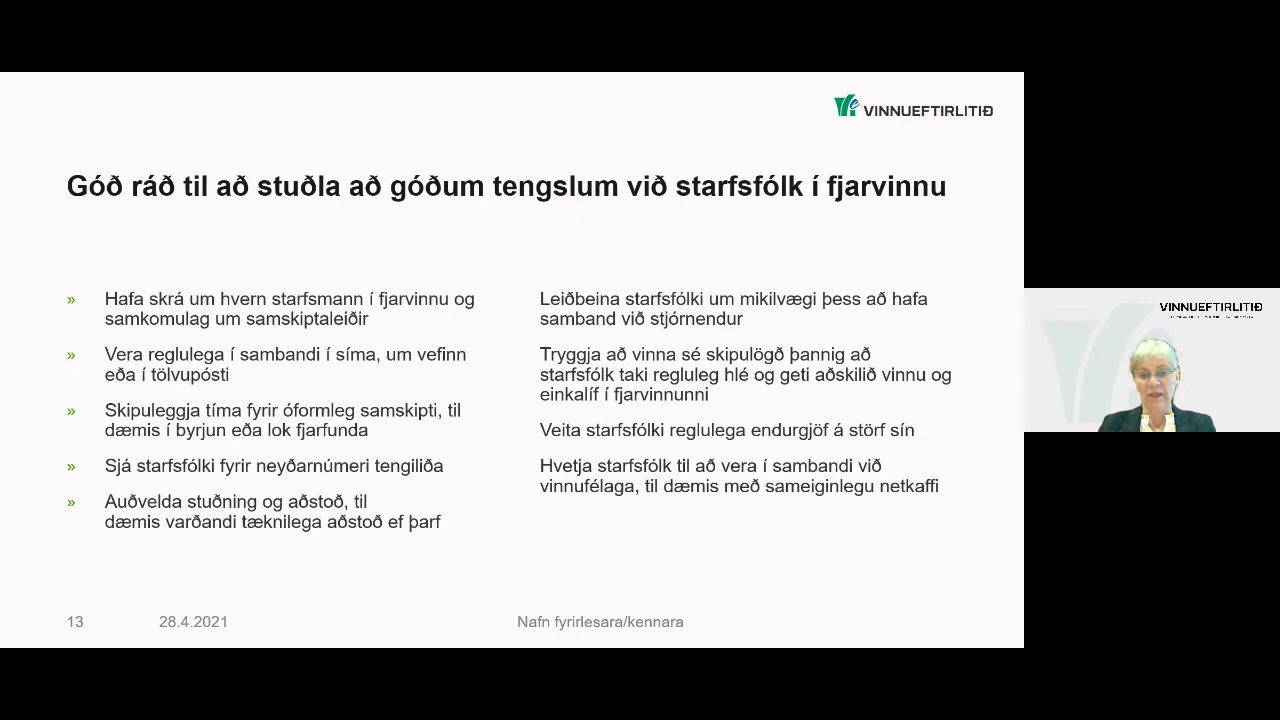 VINNUEFTIRLITIÐ
Góð ráð til að stuðla að góðum tengslum við starfsfólk í fjarvinnu
» Hafa skrá um hvern starfsmann í fjarvinnu og
samkomulag um samskiptaleiðir
» Vera reglulega í sambandi í síma, um vefinn
eða í tölvupósti
» Skipuleggja tíma fyrir óformleg samskipti, til
dæmis í byrjun eða lok fjarfunda
» Sjá starfsfólki fyrir neyðarnúmeri tengiliða
» Auðvelda stuðning og aðstoð, til
dæmis varðandi tæknilega aðstoð ef þarf
Leiðbeina starfsfólki um mikilvægi þess að hafa
samband við stjórnendur
Tryggja að vinna sé skipulögð þannig að
starfsfólk taki regluleg hlé og geti aðskilið vinnu og
einkalíf í fjarvinnunni
Veita starfsfólki reglulega endurgjöf á störf sín
Hvetja starfsfólk til að vera í sambandi við
vinnufélaga, til dæmis með sameiginlegu netkaffi
13 28.4.2021 Nafn fyrirlesara/kennara
VINNUEFTIRLITIÐ